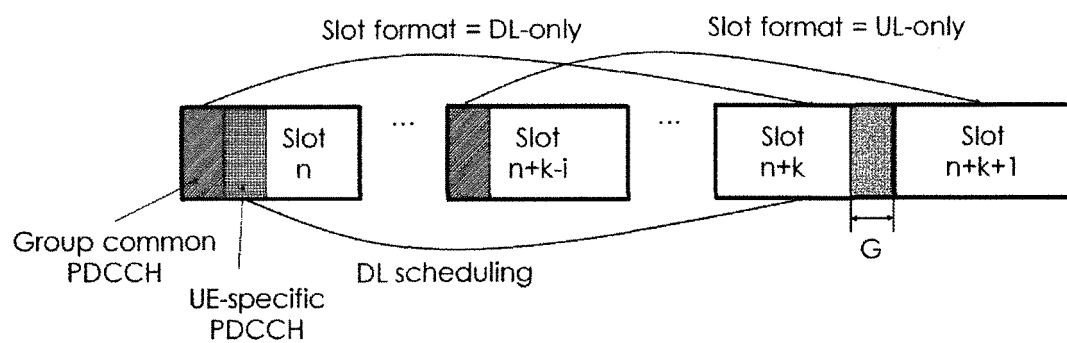 Slot format = DL-only
Slot format = UL-only
Slot
n
...
Slot
n+k-i
...
Slot
n+k
Slot
n+k+1
Group common
PDCCH
UE-specific
PDCCH
DL scheduling
G